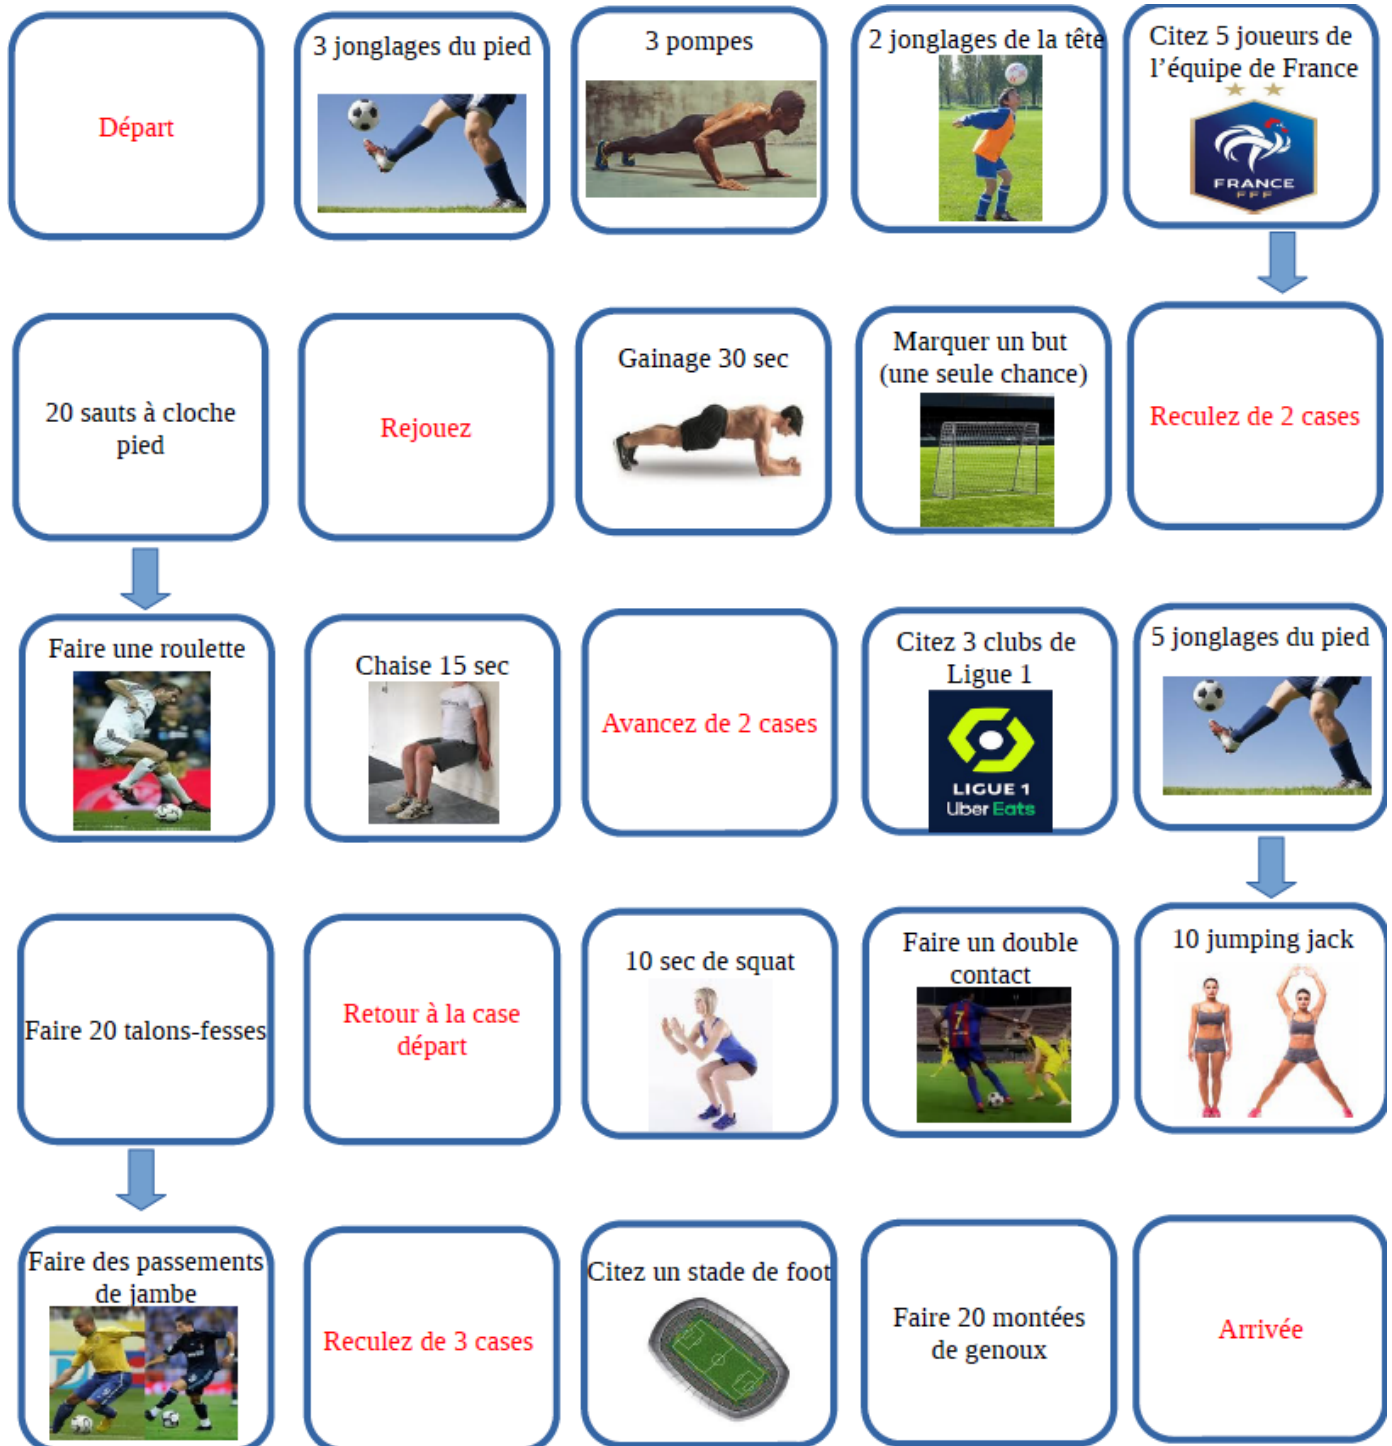 Départ
3 jonglages du pied
3 pompes
2 jonglages de la tête
Citez 5 joueurs de
l’équipe de France
FRANCE
FFF
20 sauts à cloche
pied
Rejouez
Gainage 30 sec
Marquer un but
(une seule chance)
Reculez de 2 cases
Faire une roulette
Chaise 15 sec
Avancez de 2 cases
Citez 3 clubs de
Ligue 1
LIGUE 1
Uber Eats
5 jonglages du pied
Faire 20 talons-fesses
Retour à la case
départ
10 sec de squat
Faire un double
contact
7
10 jumping jack
Faire des passements
de jambe
Reculez de 3 cases
Citez un stade de foot
Faire 20 montées
de genoux
Arrivée